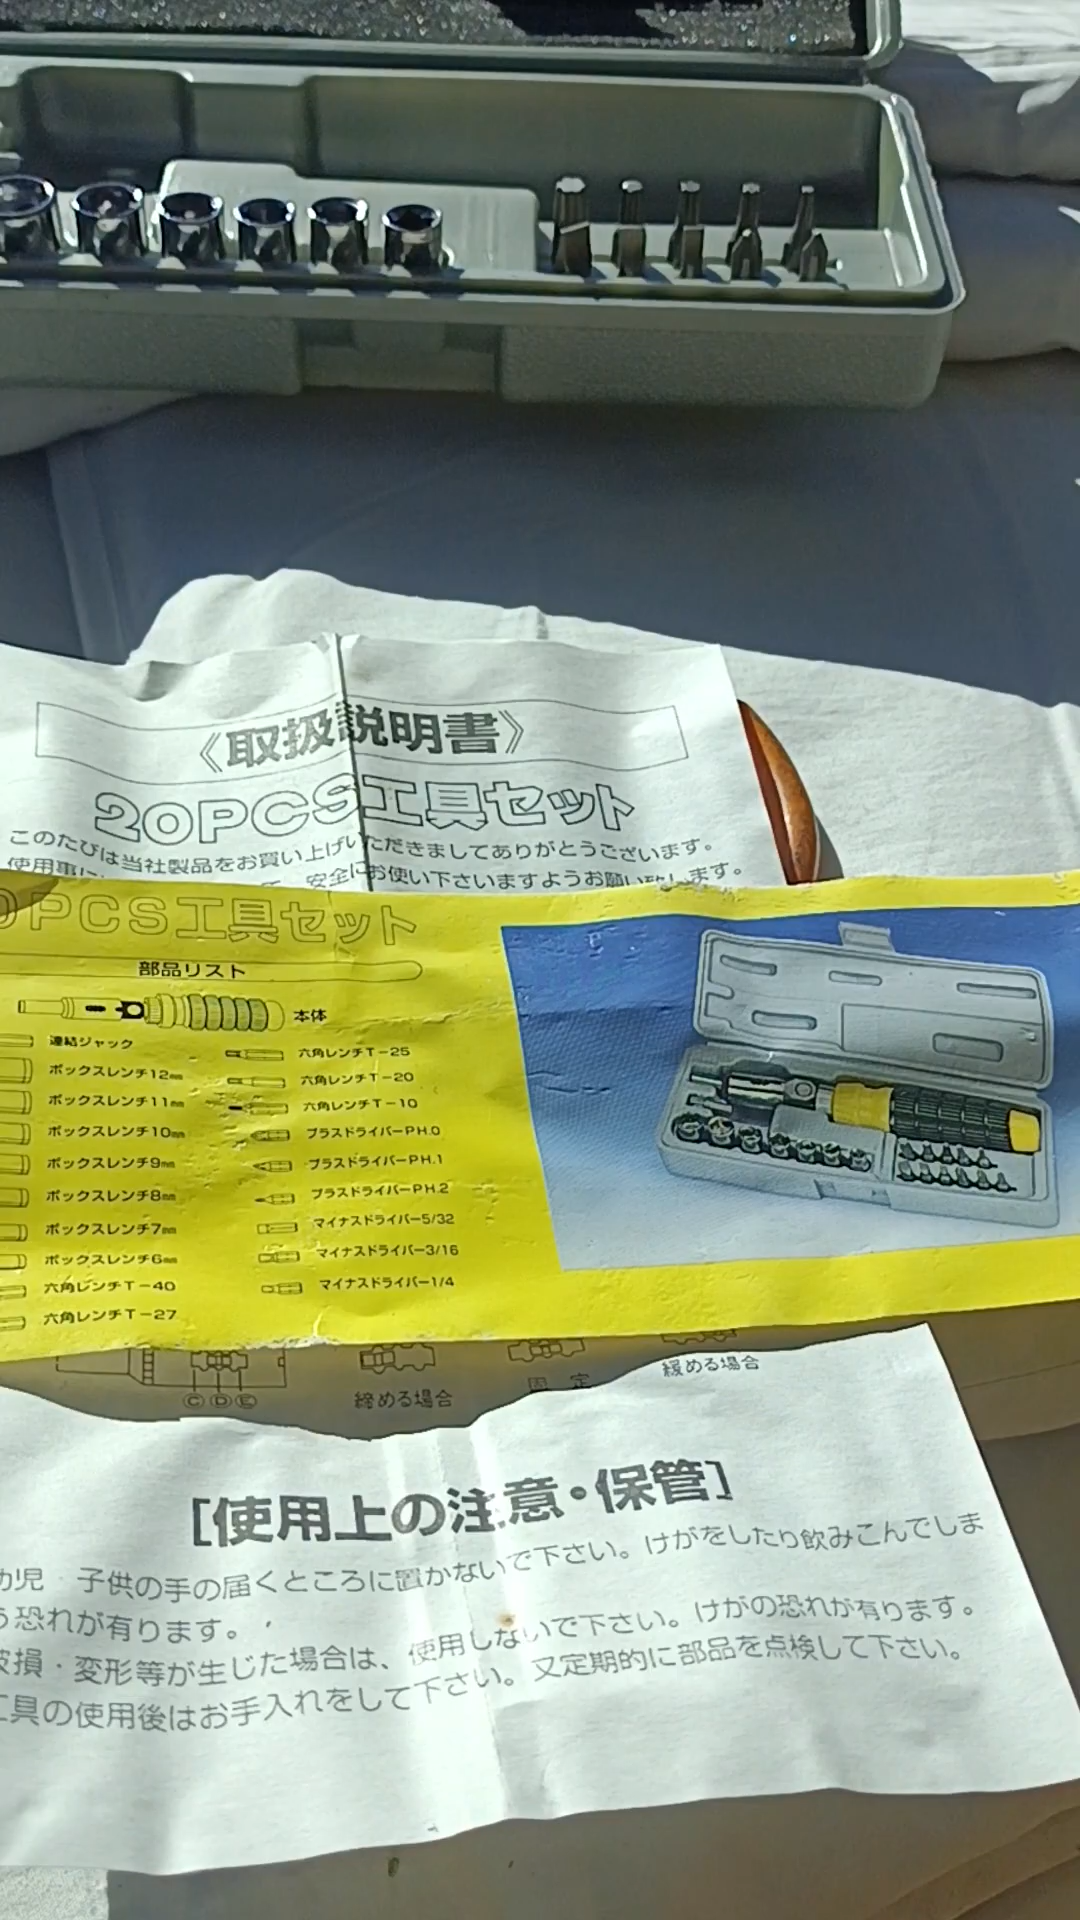 《取扱説明書》
20PCS工具セット
このたびは当社製品をお買い上げいただきましてありがとうございます。
安全にお使い下さいますようお願い致します。
PCS工具セット
部品リスト
本体
連結ジャック
ボックスレンチ12mm
ボックスレンチ11mm
ボックスレンチ10mm
ボックスレンチ9mm
ボックスレンチ8mm
ボックスレンチ7mm
ボックスレンチ6mm
六角レンチT-40
六角レンチT-27
六角レンチT-25
六角レンチT-20
六角レンチT-10
プラスドライバーPH.0
プラスドライバーPH.1
プラスドライバーPH.2
マイナスドライバー5/32
マイナスドライバー3/16
マイナスドライバー1/4
Ⓒ Ⓓ Ⓔ
締める場合
固 定
緩める場合
[使用上の注意・保管]
幼児 子供の手の届くところに置かないで下さい。けがをしたり飲みこんでしま
う恐れが有ります。
破損・変形等が生じた場合は、使用しないで下さい。けがの恐れが有ります。
工具の使用後はお手入れをして下さい。又定期的に部品を点検して下さい。